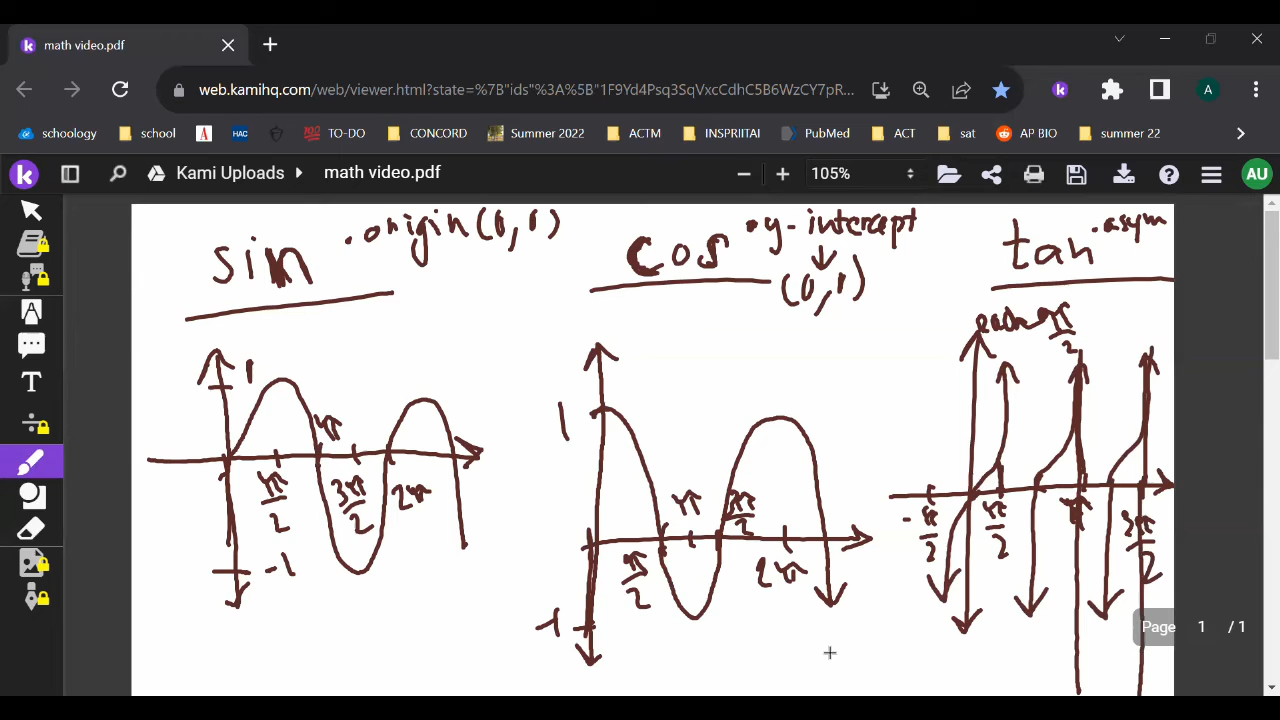 math video.pdf
web.kamihq.com/web/viewer.html?state=%7B"ids"%3A%5B"1F9Yd4Psq3SqVxcCdhC5B6WzCY7pR...
A
schoology
school
A
HAC
100 TO-DO
CONCORD
Summer 2022
ACTM
INSPRIITAI
PubMed
ACT
sat
AP BIO
summer 22
k
Kami Uploads
math video.pdf
105%
AU
sin
· origin (0,0)
cos
· y-intercept
(0,1)
tan
· asym
π/2
1
π
π/2
3π/2
2π
-1
1
π
3π/2
π/2
2π
-1
-π/2
π/2
π
3π/2
Page 1 / 1